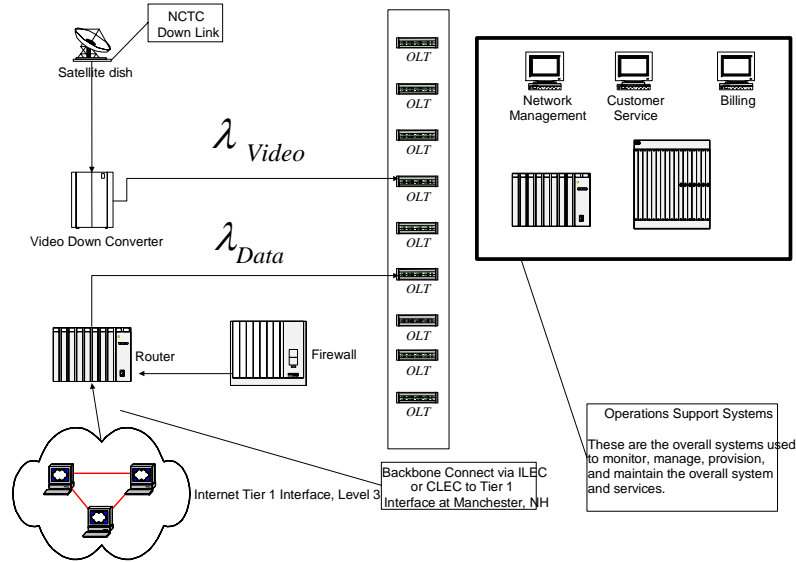 NCTC
Down Link
Satellite dish
λ Video
Video Down Converter
λ Data
Router
Firewall
Internet Tier 1 Interface, Level 3
Backbone Connect via ILEC
or CLEC to Tier 1
Interface at Manchester, NH
OLT
OLT
OLT
OLT
OLT
OLT
OLT
OLT
OLT
Network
Management
Customer
Service
Billing
Operations Support Systems
These are the overall systems used
to monitor, manage, provision,
and maintain the overall system
and services.